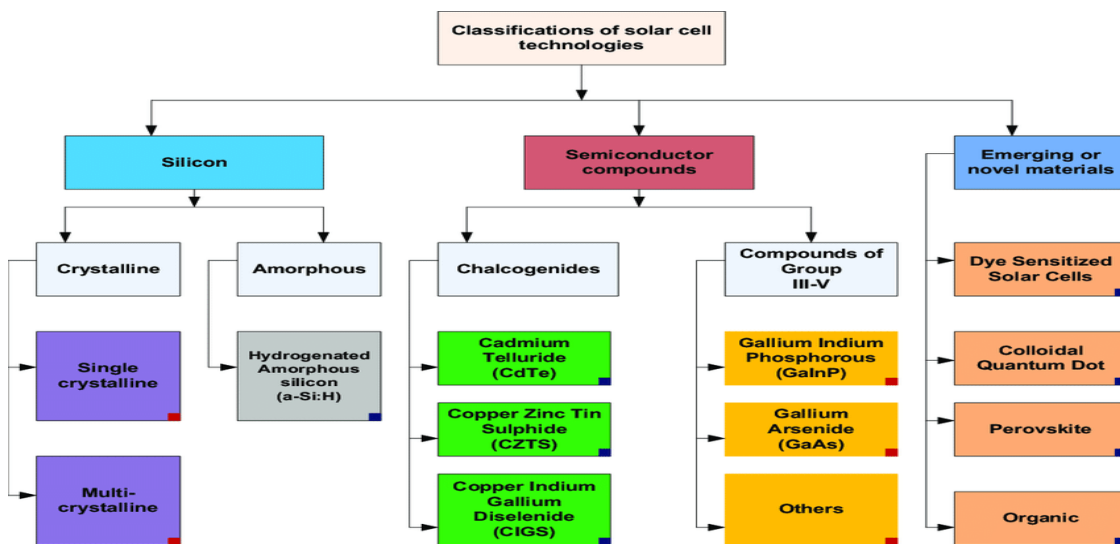 Classifications of solar cell
technologies
Silicon
Semiconductor
compounds
Emerging or
novel materials
Crystalline
Amorphous
Chalcogenides
Compounds of
Group
III-V
Dye Sensitized
Solar Cells
Single
crystalline
Hydrogenated
Amorphous
silicon
(a-Si:H)
Cadmium
Telluride
(CdTe)
Gallium Indium
Phosphorous
(GaInP)
Colloidal
Quantum Dot
Copper Zinc Tin
Sulphide
(CZTS)
Gallium
Arsenide
(GaAs)
Perovskite
Multi-
crystalline
Copper Indium
Gallium
Diselenide
(CIGS)
Others
Organic